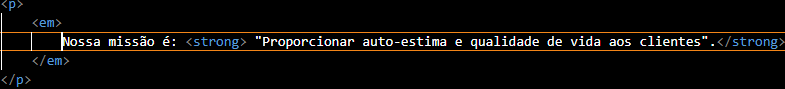 <p>
<em>
Nossa missão é: <strong> "Proporcionar auto-estima e qualidade de vida aos clientes".</strong>
</em>
</p>